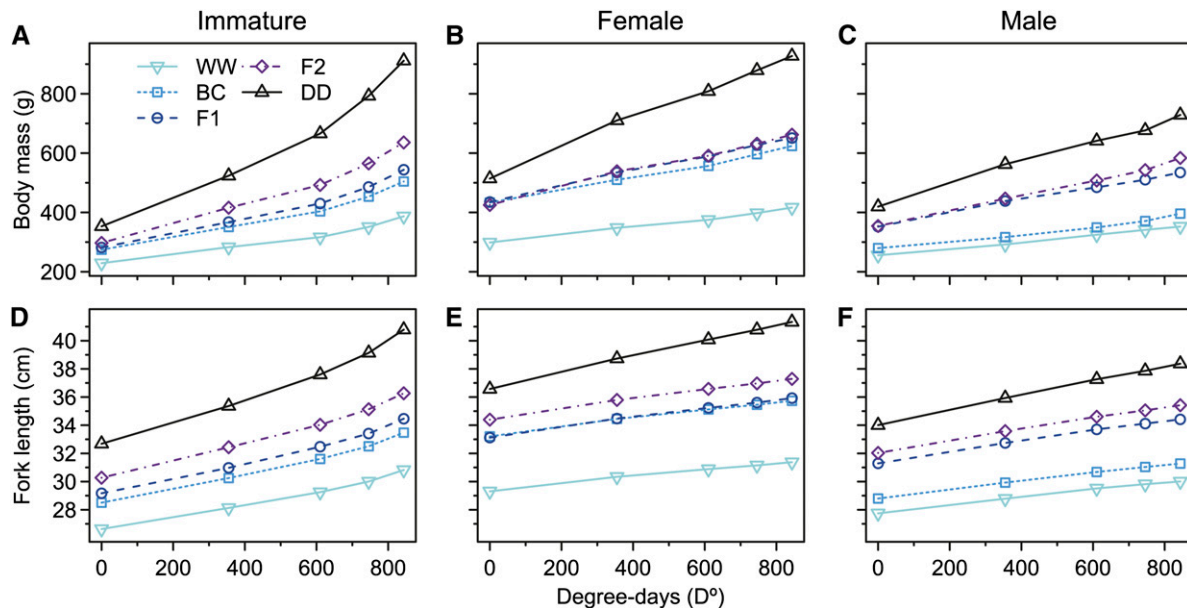 Immature Female Male
A B C
WW F2
BC DD
F1
Body mass (g)
800
600
400
200
D E F
Fork length (cm)
40
38
36
34
32
30
28
0 200 400 600 800 0 200 400 600 800 0 200 400 600 800
Degree-days (Dº)